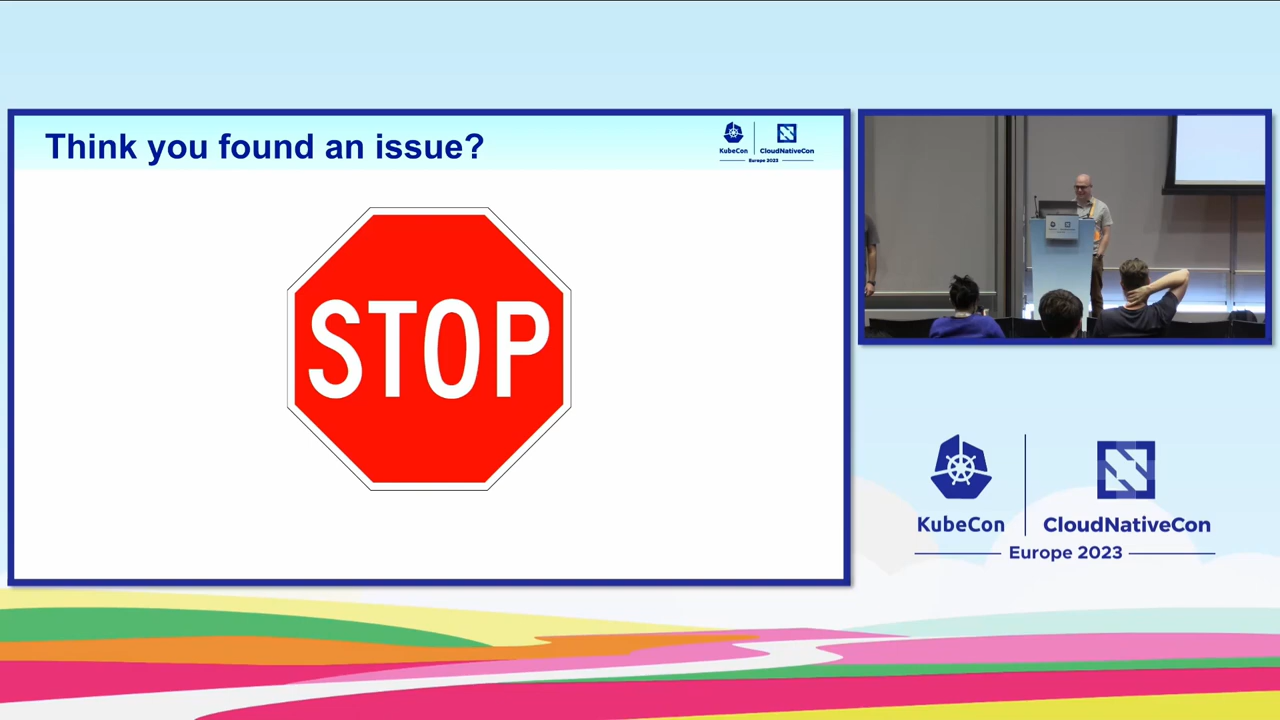 Think you found an issue?
KubeCon
CloudNativeCon
Europe 2023
STOP
KubeCon
CloudNativeCon
Europe 2023